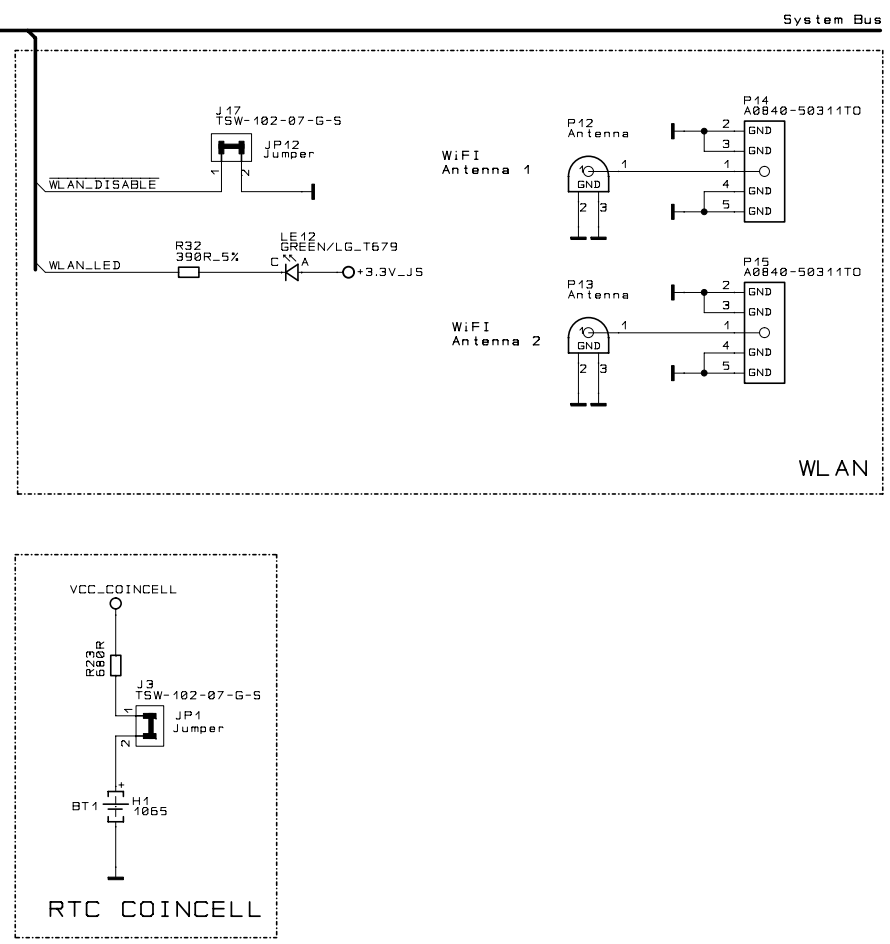 System Bus
J17
TSW-102-07-G-S
JP12
Jumper
1
2
WLAN_DISABLE
WLAN_LED
R32
390R_5%
LE12
GREEN/LG_T679
C
A
+3.3V_JS
WiFI
Antenna 1
P12
Antenna
1
GND
2
3
1
P14
A0840-50311TO
2
GND
3
GND
1
4
GND
5
GND
WiFI
Antenna 2
P13
Antenna
1
GND
2
3
1
P15
A0840-50311TO
2
GND
3
GND
1
4
GND
5
GND
WLAN
VCC_COINCELL
R23
680R
J3
TSW-102-07-G-S
JP1
Jumper
1
2
+
BT1
H1
1065
RTC COINCELL